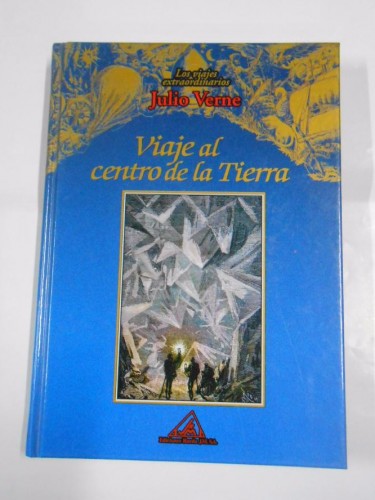 Los viajes
extraordinarios
Julio Verne
Viaje al
centro de la Tierra